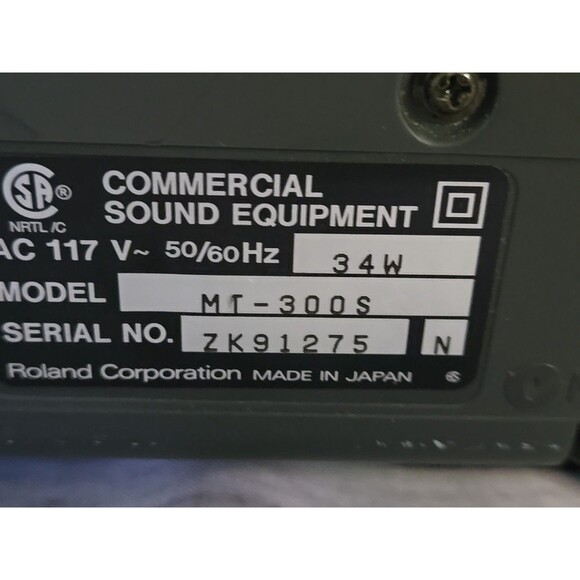 COMMERCIAL
SA ®
NRTL /C
SOUND EQUIPMENT
AC 117 V~ 50/60Hz 34W
MODEL MT-300S
SERIAL NO. ZK91275 N
Roland Corporation MADE IN JAPAN